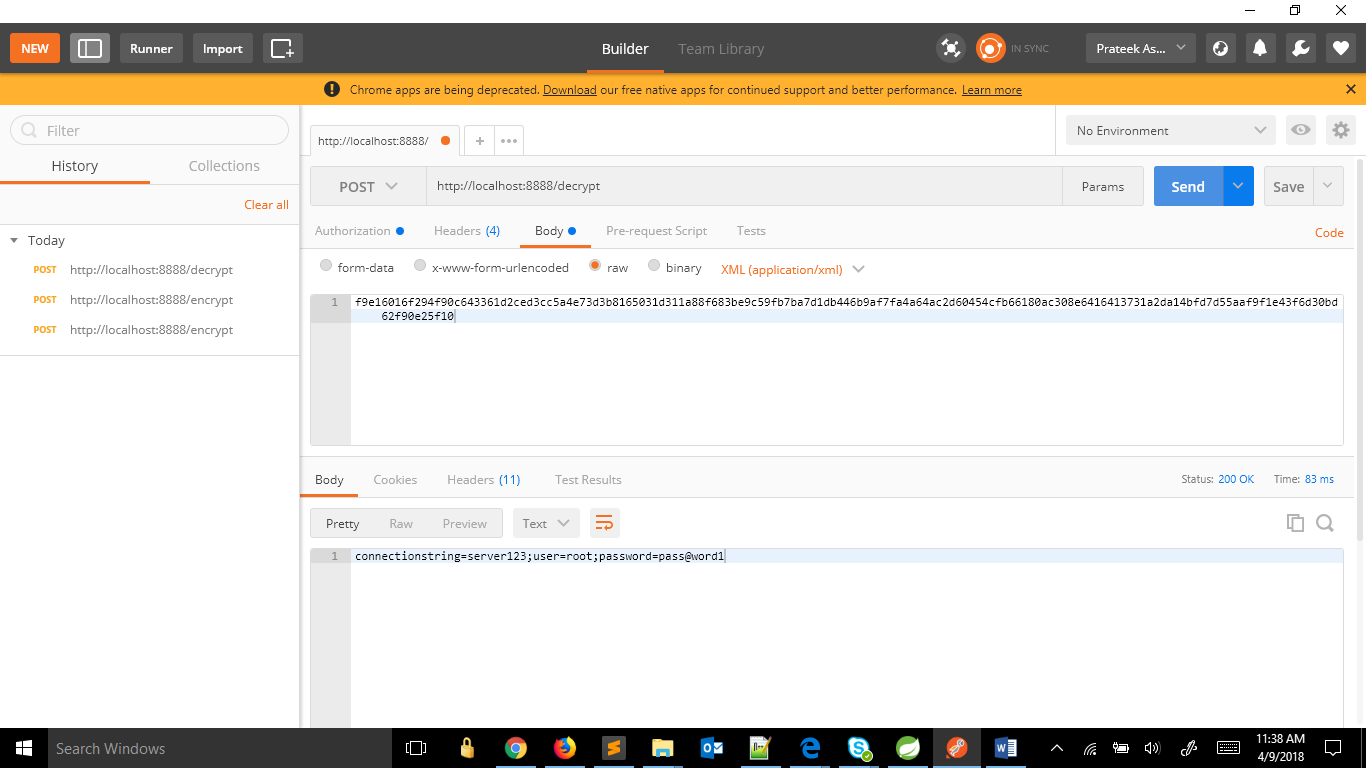 NEW Runner Import Builder Team Library IN SYNC Prateek As...
! Chrome apps are being deprecated. Download our free native apps for continued support and better performance. Learn more
Filter
History Collections
Clear all
Today
POST http://localhost:8888/decrypt
POST http://localhost:8888/encrypt
POST http://localhost:8888/encrypt
http://localhost:8888/
No Environment
POST http://localhost:8888/decrypt Params Send Save
Authorization Headers (4) Body Pre-request Script Tests Code
form-data x-www-form-urlencoded raw binary XML (application/xml)
1 f9e16016f294f90c643361d2ced3cc5a4e73d3b8165031d311a88f683be9c59fb7ba7d1db446b9af7fa4a64ac2d60454cfb66180ac308e6416413731a2da14bfd7d55aaf9f1e43f6d30bd
62f90e25f10
Body Cookies Headers (11) Test Results Status: 200 OK Time: 83 ms
Pretty Raw Preview Text
1 connectionstring=server123;user=root;password=pass@word1
Search Windows
11:38 AM
4/9/2018